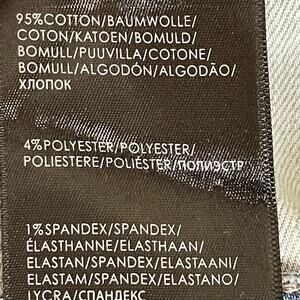 95%COTTON/BAUMWOLLE/
COTON/KATOEN/BOMULD/
BOMULL/PUUVILLA/COTONE/
BOMULL/ALGODÓN/ALGODÃO/
ХЛОПОК
4%POLYESTER/POLYESTER/
POLIESTERE/POLIÉSTER/ПОЛИЭСТР
1%SPANDEX/SPANDEX/
ÉLASTHANNE/ELASTHAAN/
ELASTAN/SPANDEX/ELASTAANI/
ELASTAM/SPANDEX/ELASTANO/
LYCRA/СПАНДЕКС